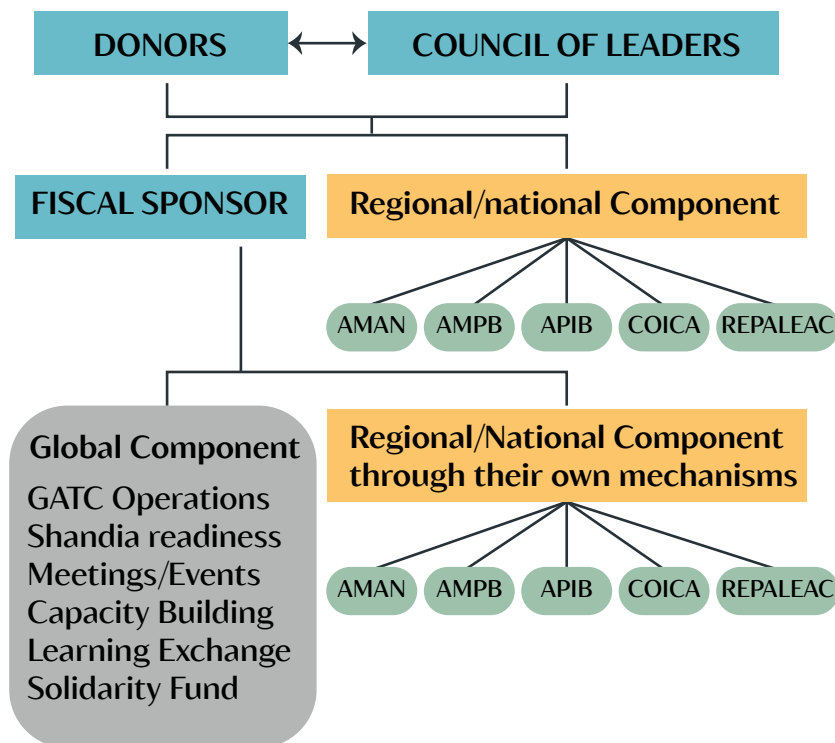 DONORS
COUNCIL OF LEADERS
FISCAL SPONSOR
Regional/national Component
AMAN
AMPB
APIB
COICA
REPALEAC
Global Component
GATC Operations
Shandia readiness
Meetings/Events
Capacity Building
Learning Exchange
Solidarity Fund
Regional/National Component
through their own mechanisms
AMAN
AMPB
APIB
COICA
REPALEAC